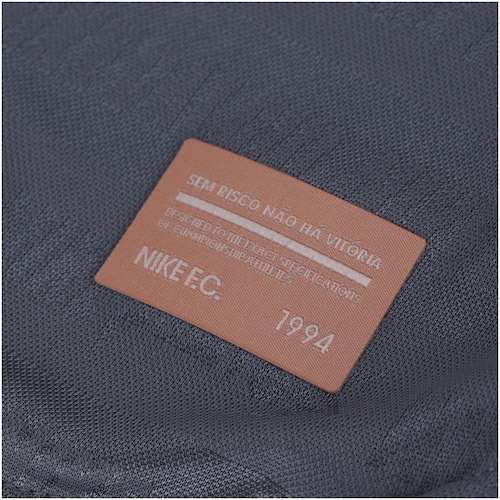 SEM RISCO NÃO HÁ VITÓRIA
DESIGNED TO THE EXACT SPECIFICATIONS
OF CHAMPIONSHIP ATHLETES
NIKE F.C.
1994